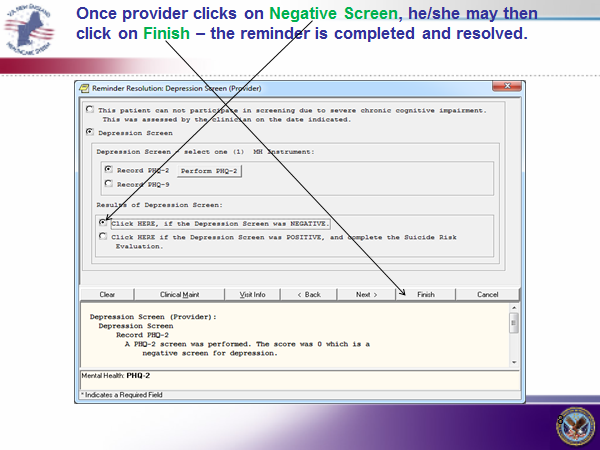 Once provider clicks on Negative Screen, he/she may then
click on Finish – the reminder is completed and resolved.
VA NEW ENGLAND
HEALTHCARE SYSTEM
Reminder Resolution: Depression Screen (Provider)
This patient can not participate in screening due to severe chronic cognitive impairment.
This was assessed by the clinician on the date indicated.
Depression Screen
Depression Screen - select one (1) MH Instrument:
Record PHQ-2 Perform PHQ-2
Record PHQ-9
Results of Depression Screen:
Click HERE, if the Depression Screen was NEGATIVE.
Click HERE if the Depression Screen was POSITIVE, and complete the Suicide Risk
Evaluation.
Clear Clinical Maint Visit Info < Back Next > Finish Cancel
Depression Screen (Provider):
Depression Screen
Record PHQ-2
A PHQ-2 screen was performed. The score was 0 which is a
negative screen for depression.
Mental Health: PHQ-2
* Indicates a Required Field